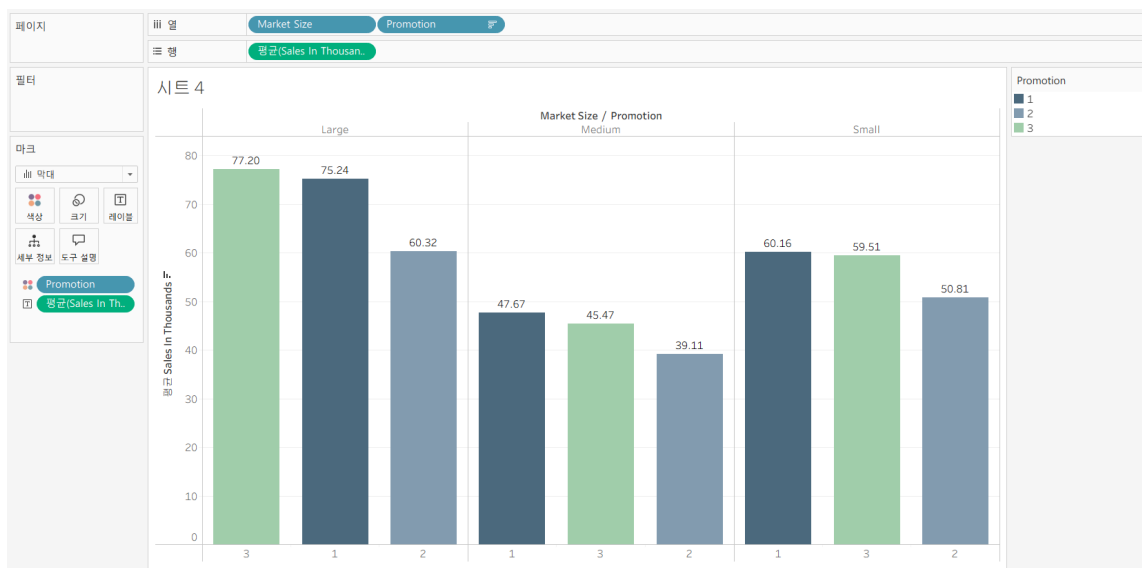 페이지
열
Market Size
Promotion
행
평균(Sales In Thousan..
필터
마크
막대
색상
크기
레이블
세부 정보
도구 설명
Promotion
평균(Sales In Th..
시트 4
Market Size / Promotion
Large
Medium
Small
평균 Sales In Thousands
80
70
60
50
40
30
20
10
0
77.20
75.24
60.32
47.67
45.47
39.11
60.16
59.51
50.81
3
1
2
1
3
2
1
3
2
Promotion
1
2
3